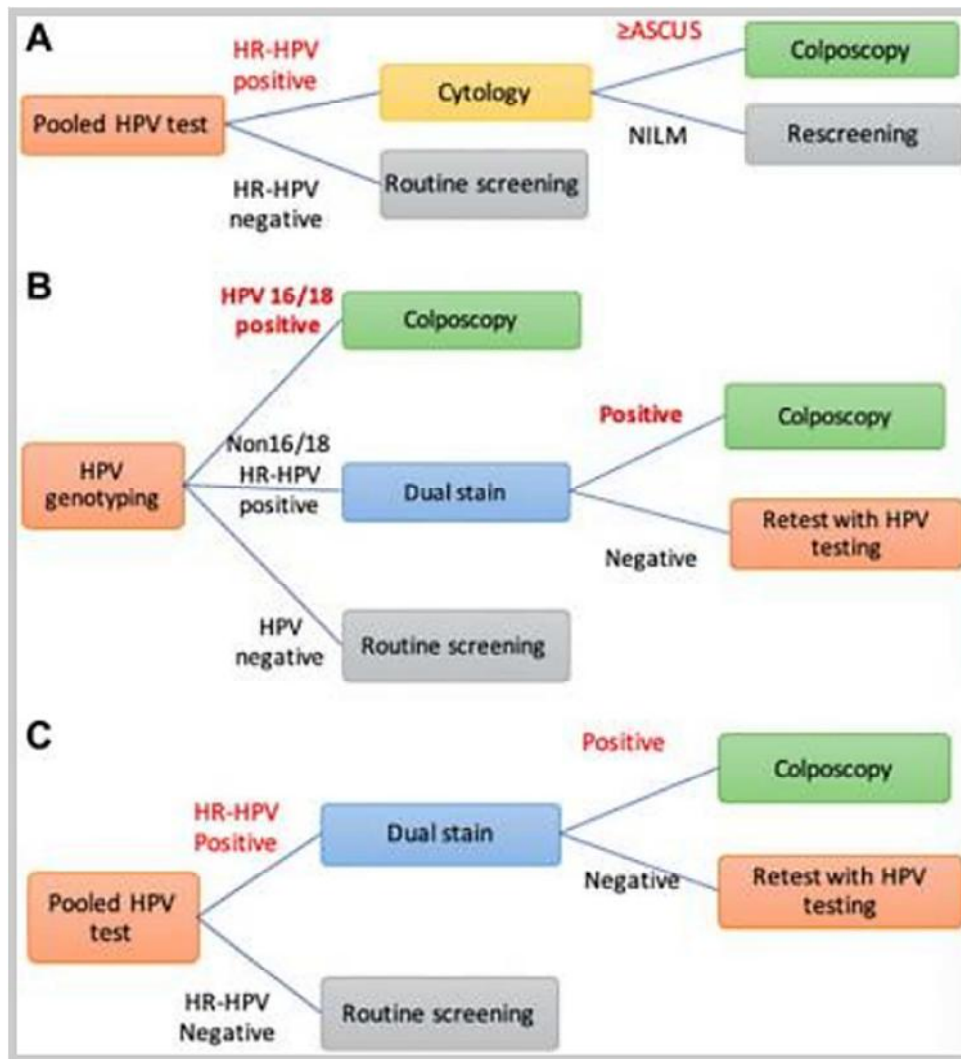 A
HR-HPV
positive
≥ASCUS
Colposcopy
Pooled HPV test
Cytology
NILM
Rescreening
HR-HPV
negative
Routine screening
B
HPV 16/18
positive
Colposcopy
Positive
Colposcopy
HPV
genotyping
Non16/18
HR-HPV
positive
Dual stain
Negative
Retest with HPV
testing
HPV
negative
Routine screening
C
Positive
Colposcopy
HR-HPV
Positive
Dual stain
Negative
Retest with HPV
testing
Pooled HPV
test
HR-HPV
Negative
Routine screening